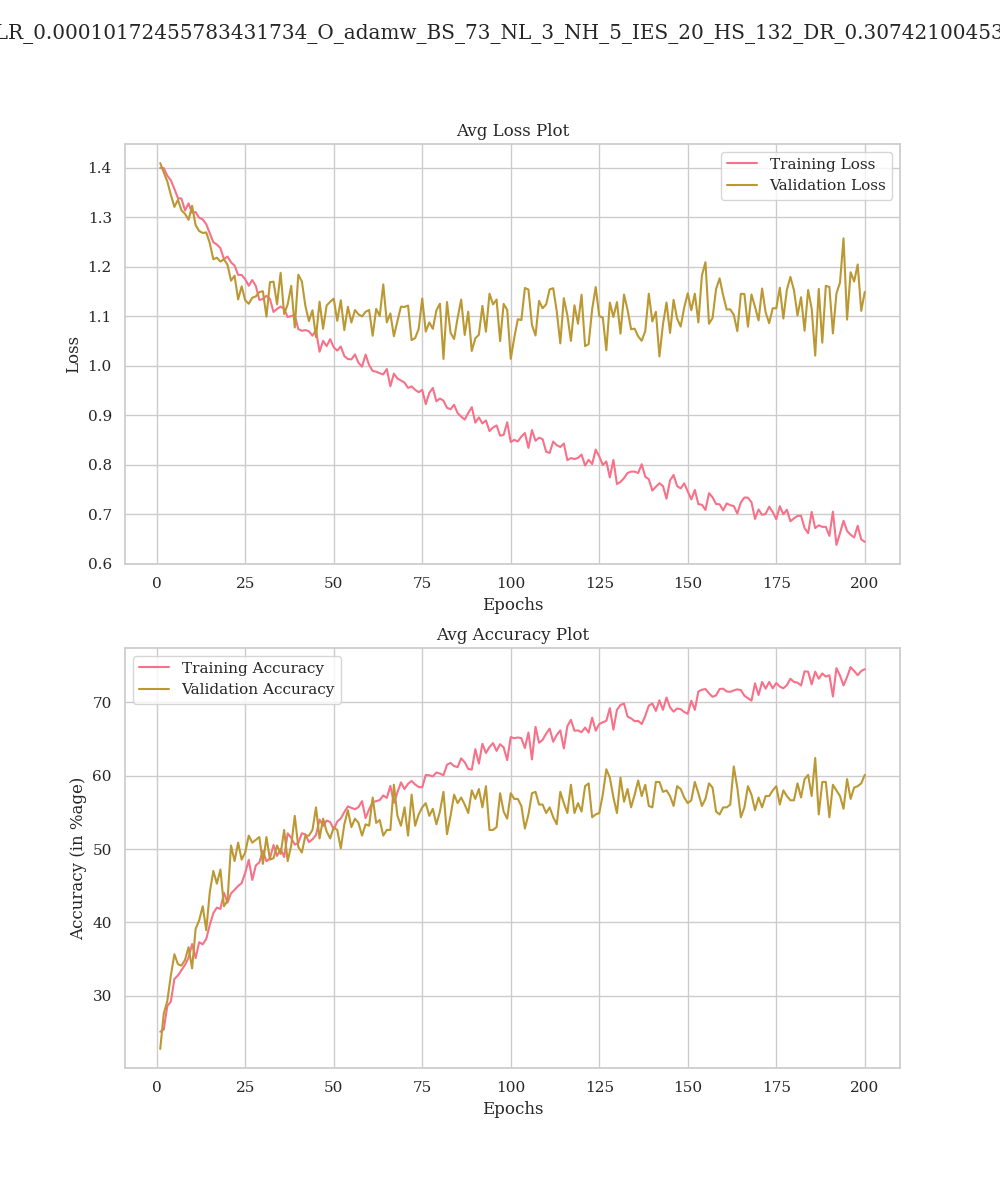 LR_0.00010172455783431734_O_adamw_BS_73_NL_3_NH_5_IES_20_HS_132_DR_0.30742100453
Avg Loss Plot
Training Loss
Validation Loss
1.4
1.3
1.2
1.1
1.0
0.9
0.8
0.7
0.6
Loss
0 25 50 75 100 125 150 175 200
Epochs
Avg Accuracy Plot
Training Accuracy
Validation Accuracy
70
60
50
40
30
Accuracy (in %age)
0 25 50 75 100 125 150 175 200
Epochs